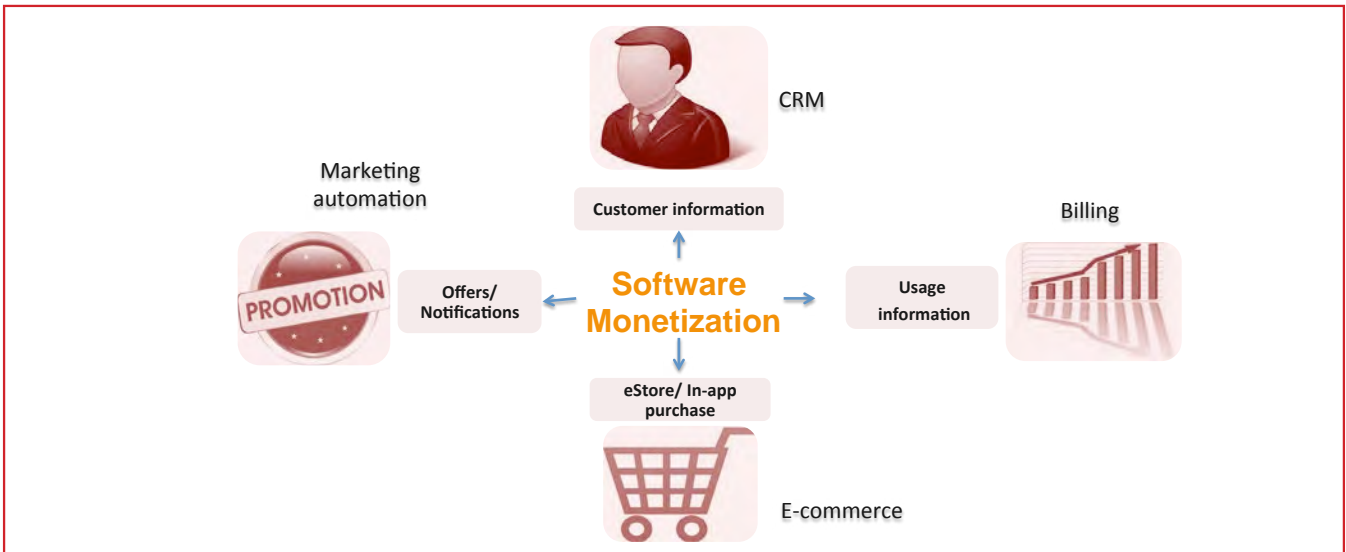 CRM
Customer information
Marketing
automation
PROMOTION
Offers/
Notifications
Software
Monetization
Billing
Usage
information
eStore/ In-app
purchase
E-commerce